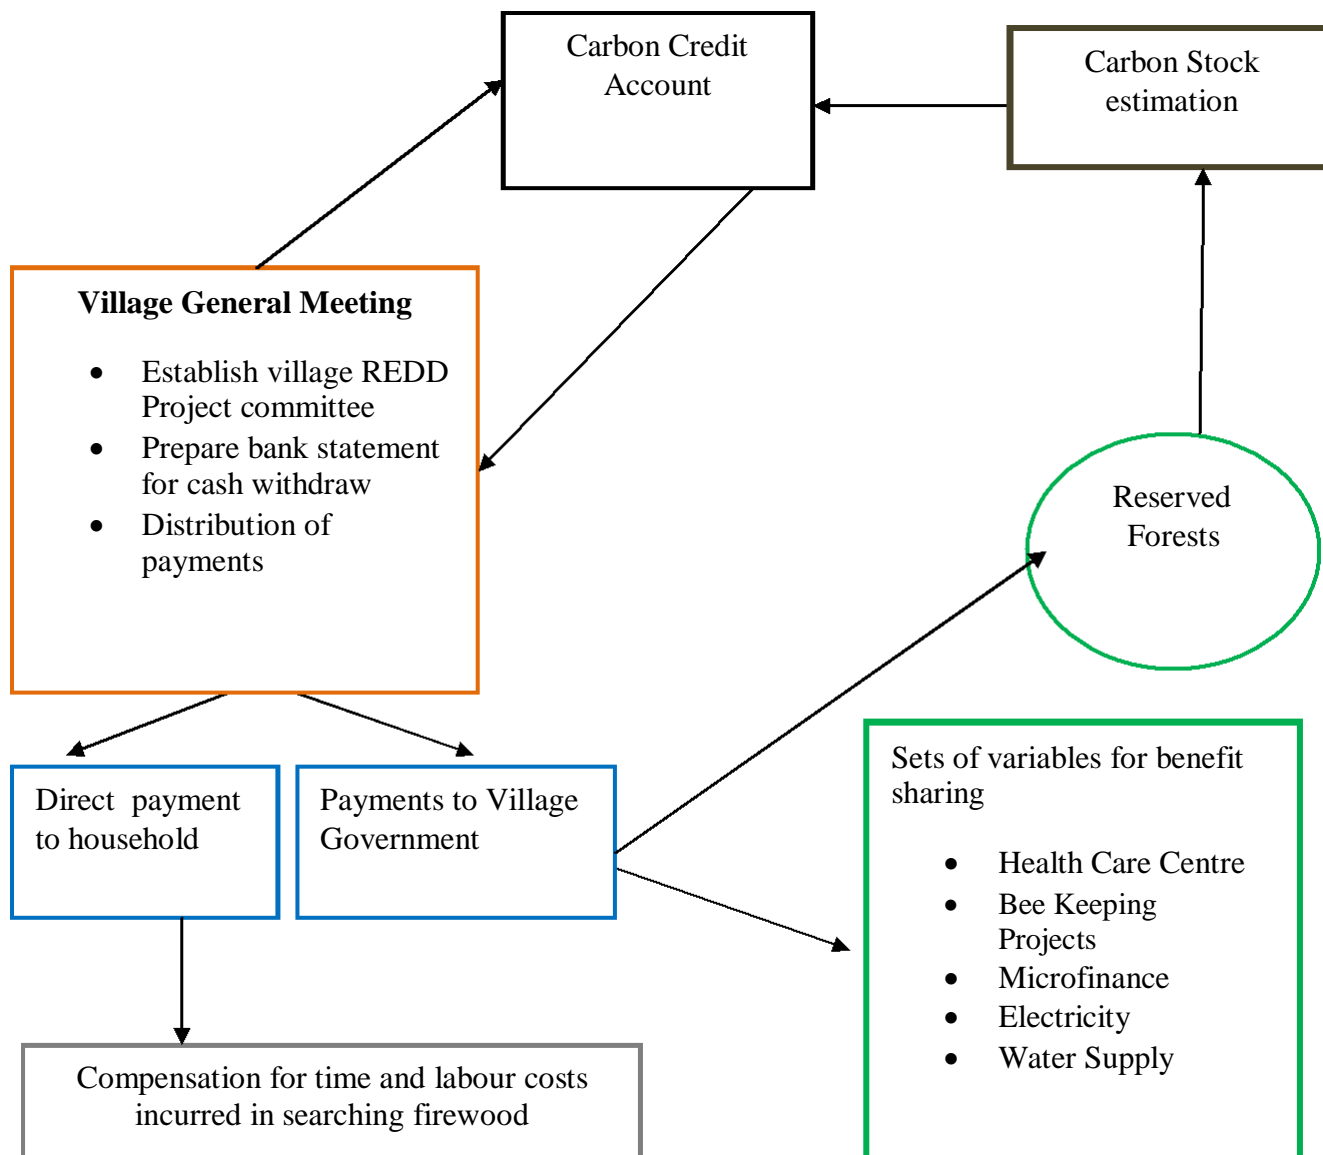 Carbon Credit
Account
Carbon Stock
estimation
Village General Meeting
• Establish village REDD
Project committee
• Prepare bank statement
for cash withdraw
• Distribution of
payments
Reserved
Forests
Direct payment
to household
Payments to Village
Government
Sets of variables for benefit
sharing
• Health Care Centre
• Bee Keeping
Projects
• Microfinance
• Electricity
• Water Supply
Compensation for time and labour costs
incurred in searching firewood